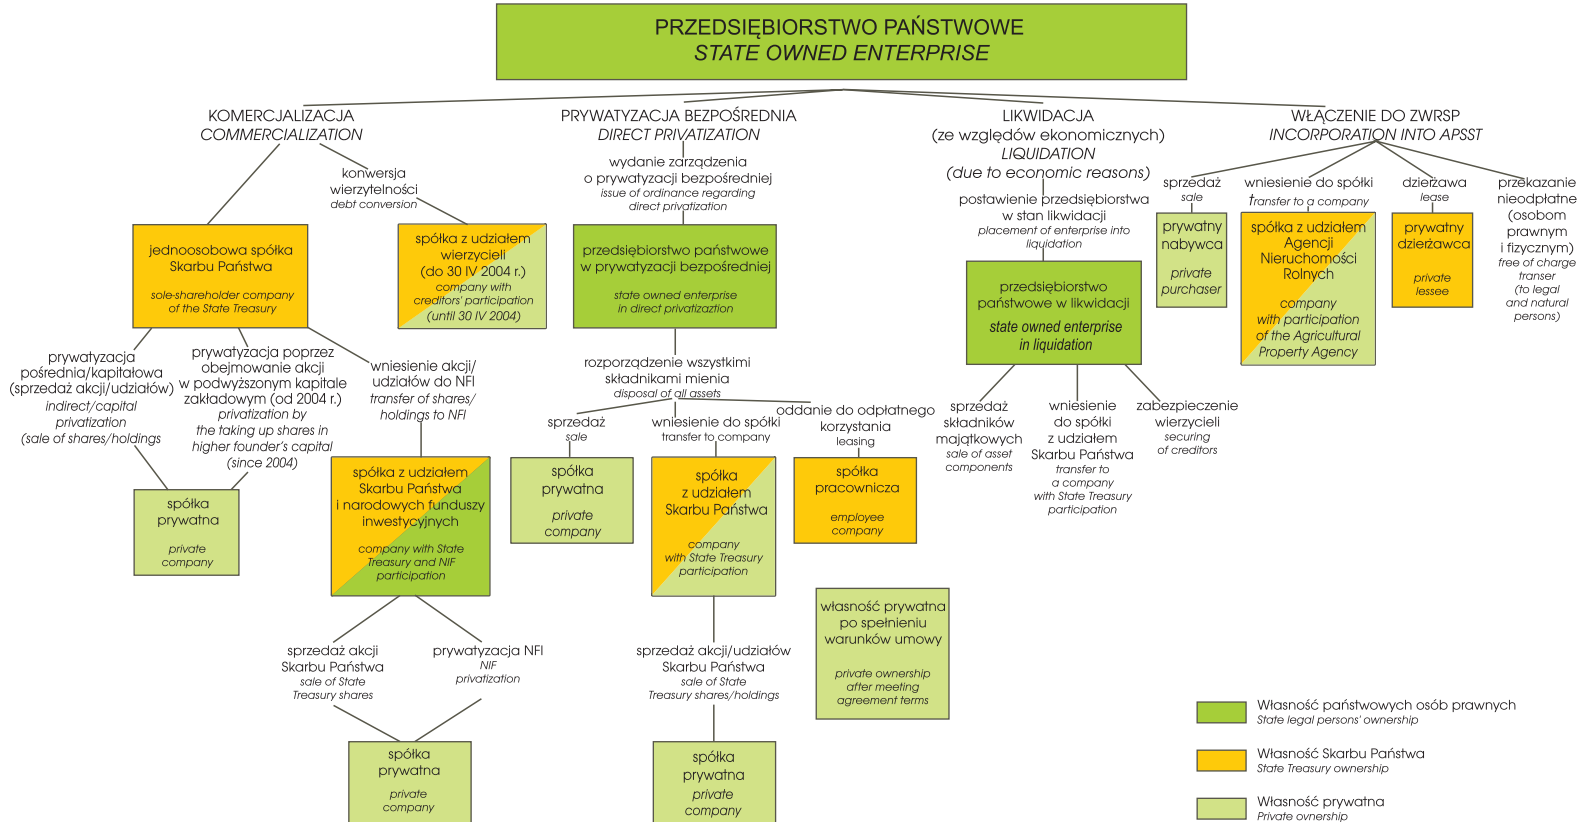 PRZEDSIĘBIORSTWO PAŃSTWOWE
STATE OWNED ENTERPRISE
KOMERCJALIZACJA
COMMERCIALIZATION
konwersja
wierzytelności
debt conversion
jednoosobowa spółka
Skarbu Państwa
sole-shareholder company
of the State Treasury
spółka z udziałem
wierzycieli
(do 30 IV 2004 r.)
company with
creditors' participation
(until 30 IV 2004)
prywatyzacja
pośrednia/kapitałowa
(sprzedaż akcji/udziałów)
indirect/capital
privatization
(sale of shares/holdings
prywatyzacja poprzez
obejmowanie akcji
w podwyższonym kapitale
zakładowym (od 2004 r.)
privatization by
the taking up shares in
higher founder's capital
(since 2004)
wniesienie akcji/
udziałów do NFI
transfer of shares/
holdings to NFI
spółka
prywatna
private
company
spółka z udziałem
Skarbu Państwa
i narodowych funduszy
inwestycyjnych
company with State
Treasury and NIF
participation
sprzedaż akcji
Skarbu Państwa
sale of State
Treasury shares
prywatyzacja NFI
NIF
privatization
spółka
prywatna
private
company
PRYWATYZACJA BEZPOŚREDNIA
DIRECT PRIVATIZATION
wydanie zarządzenia
o prywatyzacji bezpośredniej
issue of ordinance regarding
direct privatization
przedsiębiorstwo państwowe
w prywatyzacji bezpośredniej
state owned enterprise
in direct privatizaztion
rozporządzenie wszystkimi
składnikami mienia
disposal of all assets
sprzedaż
sale
wniesienie do spółki
transfer to company
oddanie do odpłatnego
korzystania
leasing
spółka
prywatna
private
company
spółka
z udziałem
Skarbu Państwa
company
with State Treasury
participation
spółka
pracownicza
employee
company
sprzedaż akcji/udziałów
Skarbu Państwa
sale of State
Treasury shares/holdings
własność prywatna
po spełnieniu
warunków umowy
private ownership
after meeting
agreement terms
spółka
prywatna
private
company
LIKWIDACJA
(ze względów ekonomicznych)
LIQUIDATION
(due to economic reasons)
postawienie przedsiębiorstwa
w stan likwidacji
placement of enterprise into
liquidation
przedsiębiorstwo
państwowe w likwidacji
state owned enterprise
in liquidation
sprzedaż
składników
majątkowych
sale of asset
components
wniesienie
do spółki
z udziałem
Skarbu Państwa
transfer to
a company
with State Treasury
participation
zabezpieczenie
wierzycieli
securing
of creditors
WŁĄCZENIE DO ZWRSP
INCORPORATION INTO APSST
sprzedaż
sale
wniesienie do spółki
transfer to a company
dzierżawa
lease
przekazanie
nieodpłatne
(osobom
prawnym
i fizycznym)
free of charge
transer
(to legal
and natural
persons)
prywatny
nabywca
private
purchaser
spółka z udziałem
Agencji
Nieruchomości
Rolnych
company
with participation
of the Agricultural
Property Agency
prywatny
dzierżawca
private
lessee
Własność państwowych osób prawnych
State legal persons' ownership
Własność Skarbu Państwa
State Treasury ownership
Własność prywatna
Private ownership